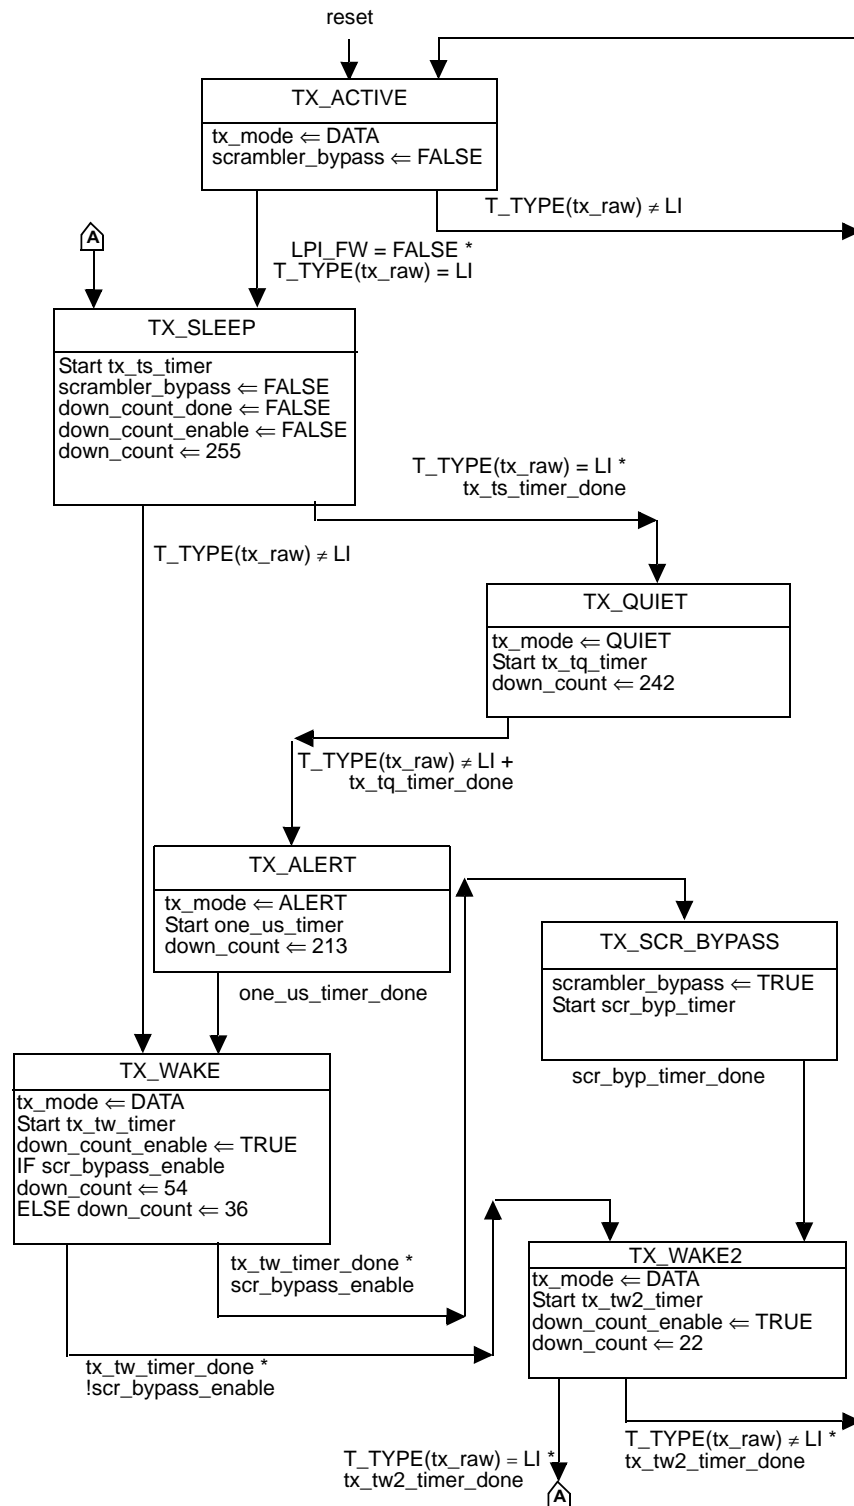 reset
TX_ACTIVE
tx_mode ⇐ DATA
scrambler_bypass ⇐ FALSE
T_TYPE(tx_raw) ≠ LI
A
LPI_FW = FALSE *
T_TYPE(tx_raw) = LI
TX_SLEEP
Start tx_ts_timer
scrambler_bypass ⇐ FALSE
down_count_done ⇐ FALSE
down_count_enable ⇐ FALSE
down_count ⇐ 255
T_TYPE(tx_raw) = LI *
tx_ts_timer_done
T_TYPE(tx_raw) ≠ LI
TX_QUIET
tx_mode ⇐ QUIET
Start tx_tq_timer
down_count ⇐ 242
T_TYPE(tx_raw) ≠ LI +
tx_tq_timer_done
TX_ALERT
tx_mode ⇐ ALERT
Start one_us_timer
down_count ⇐ 213
one_us_timer_done
TX_SCR_BYPASS
scrambler_bypass ⇐ TRUE
Start scr_byp_timer
scr_byp_timer_done
TX_WAKE
tx_mode ⇐ DATA
Start tx_tw_timer
down_count_enable ⇐ TRUE
IF scr_bypass_enable
down_count ⇐ 54
ELSE down_count ⇐ 36
tx_tw_timer_done *
scr_bypass_enable
TX_WAKE2
tx_mode ⇐ DATA
Start tx_tw2_timer
down_count_enable ⇐ TRUE
down_count ⇐ 22
tx_tw_timer_done *
!scr_bypass_enable
T_TYPE(tx_raw) = LI *
tx_tw2_timer_done
T_TYPE(tx_raw) ≠ LI *
tx_tw2_timer_done
A